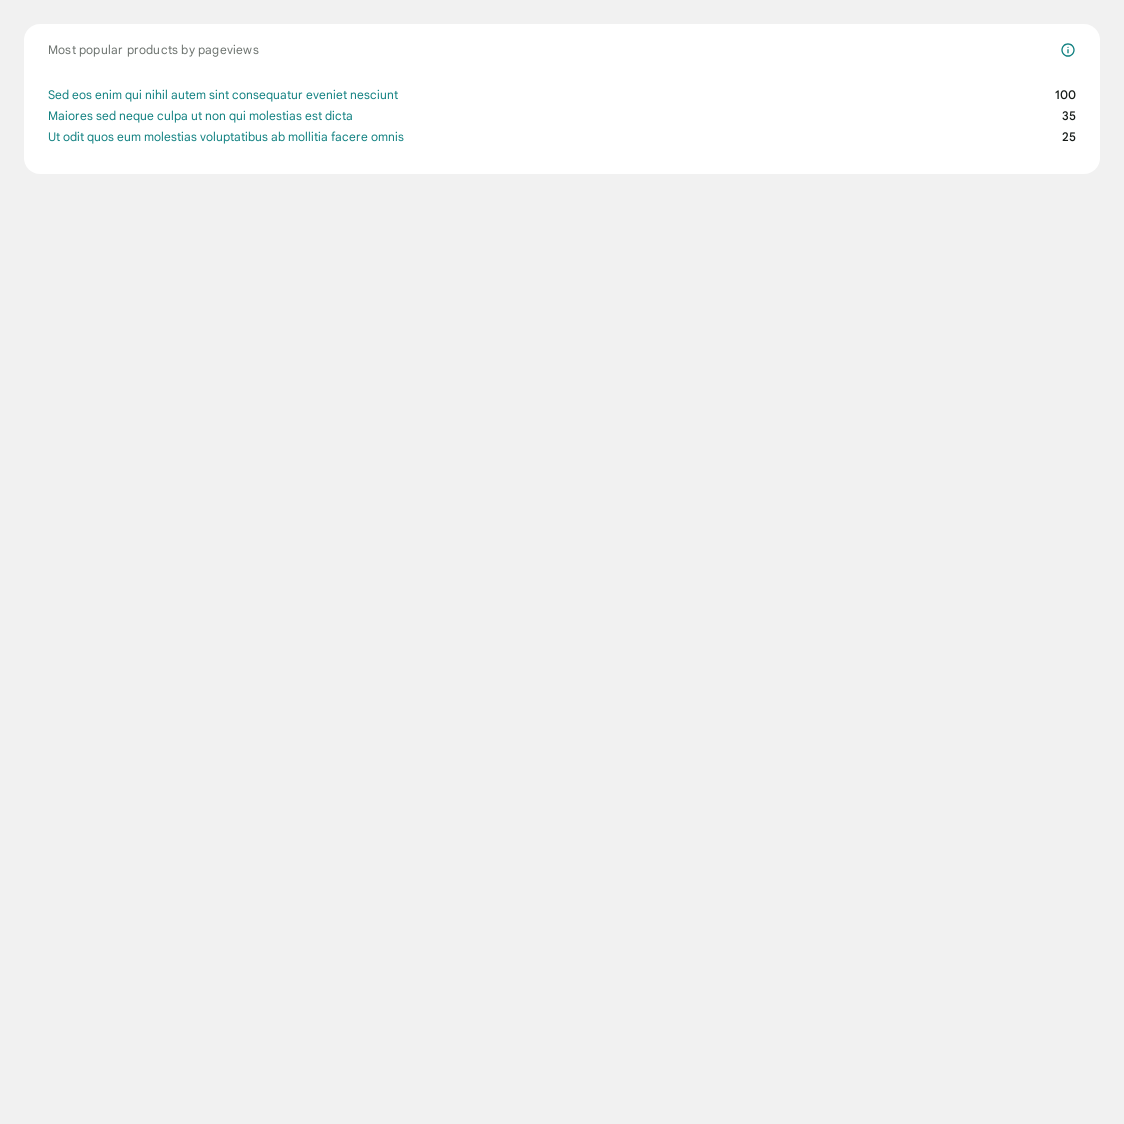 Most popular products by pageviews
Sed eos enim qui nihil autem sint consequatur eveniet nesciunt 100
Maiores sed neque culpa ut non qui molestias est dicta 35
Ut odit quos eum molestias voluptatibus ab mollitia facere omnis 25